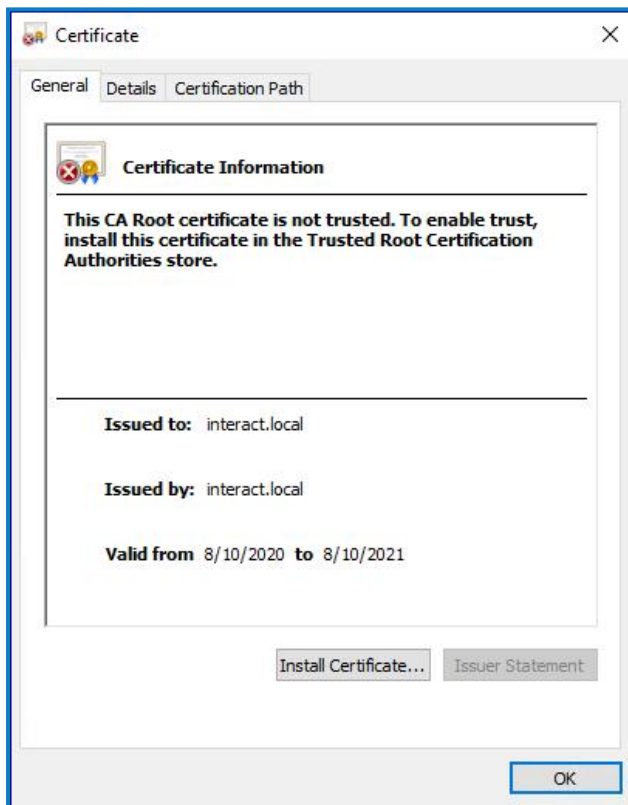 Certificate
General Details Certification Path
Certificate Information
This CA Root certificate is not trusted. To enable trust,
install this certificate in the Trusted Root Certification
Authorities store.
Issued to: interact.local
Issued by: interact.local
Valid from 8/10/2020 to 8/10/2021
Install Certificate... Issuer Statement
OK